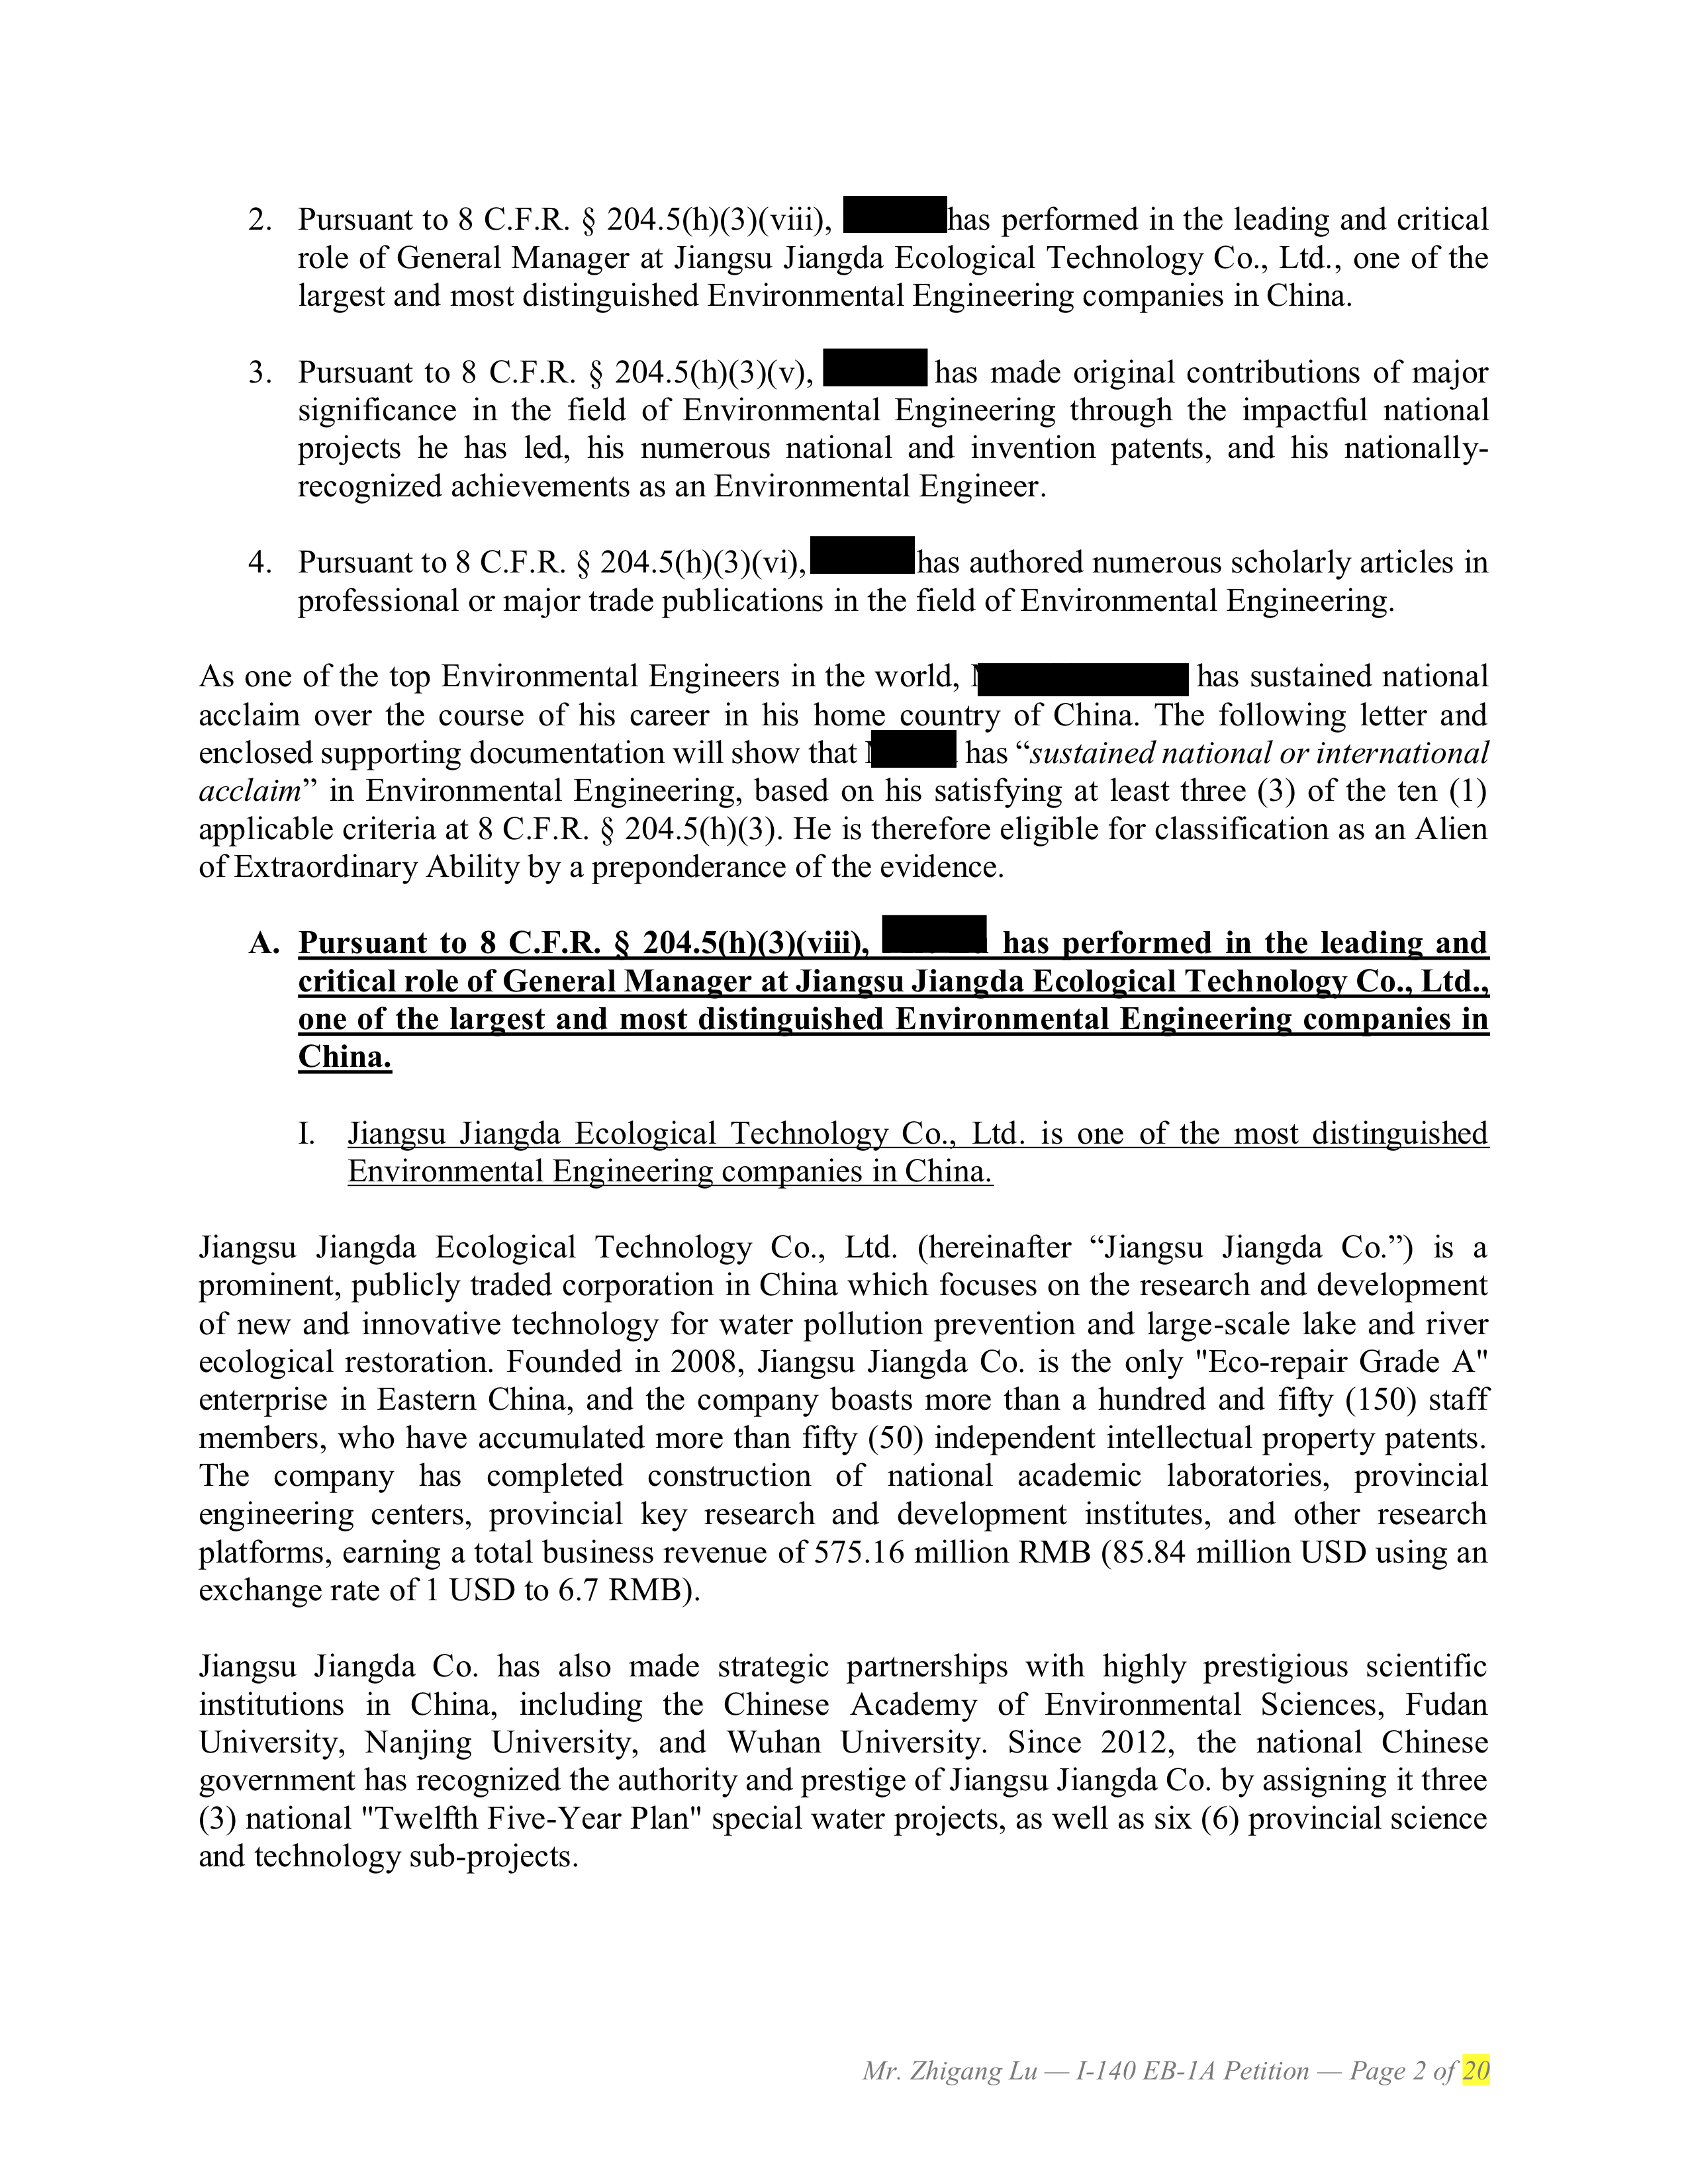 2. Pursuant to 8 C.F.R. § 204.5(h)(3)(viii), has performed in the leading and critical
role of General Manager at Jiangsu Jiangda Ecological Technology Co., Ltd., one of the
largest and most distinguished Environmental Engineering companies in China.
3. Pursuant to 8 C.F.R. § 204.5(h)(3)(v), has made original contributions of major
significance in the field of Environmental Engineering through the impactful national
projects he has led, his numerous national and invention patents, and his nationally-
recognized achievements as an Environmental Engineer.
4. Pursuant to 8 C.F.R. § 204.5(h)(3)(vi), has authored numerous scholarly articles in
professional or major trade publications in the field of Environmental Engineering.
As one of the top Environmental Engineers in the world, has sustained national
acclaim over the course of his career in his home country of China. The following letter and
enclosed supporting documentation will show that has “sustained national or international
acclaim” in Environmental Engineering, based on his satisfying at least three (3) of the ten (1)
applicable criteria at 8 C.F.R. § 204.5(h)(3). He is therefore eligible for classification as an Alien
of Extraordinary Ability by a preponderance of the evidence.
A. Pursuant to 8 C.F.R. § 204.5(h)(3)(viii), has performed in the leading and
critical role of General Manager at Jiangsu Jiangda Ecological Technology Co., Ltd.,
one of the largest and most distinguished Environmental Engineering companies in
China.
I. Jiangsu Jiangda Ecological Technology Co., Ltd. is one of the most distinguished
Environmental Engineering companies in China.
Jiangsu Jiangda Ecological Technology Co., Ltd. (hereinafter “Jiangsu Jiangda Co.”) is a
prominent, publicly traded corporation in China which focuses on the research and development
of new and innovative technology for water pollution prevention and large-scale lake and river
ecological restoration. Founded in 2008, Jiangsu Jiangda Co. is the only "Eco-repair Grade A"
enterprise in Eastern China, and the company boasts more than a hundred and fifty (150) staff
members, who have accumulated more than fifty (50) independent intellectual property patents.
The company has completed construction of national academic laboratories, provincial
engineering centers, provincial key research and development institutes, and other research
platforms, earning a total business revenue of 575.16 million RMB (85.84 million USD using an
exchange rate of 1 USD to 6.7 RMB).
Jiangsu Jiangda Co. has also made strategic partnerships with highly prestigious scientific
institutions in China, including the Chinese Academy of Environmental Sciences, Fudan
University, Nanjing University, and Wuhan University. Since 2012, the national Chinese
government has recognized the authority and prestige of Jiangsu Jiangda Co. by assigning it three
(3) national "Twelfth Five-Year Plan" special water projects, as well as six (6) provincial science
and technology sub-projects.
Mr. Zhigang Lu — I-140 EB-1A Petition — Page 2 of 20